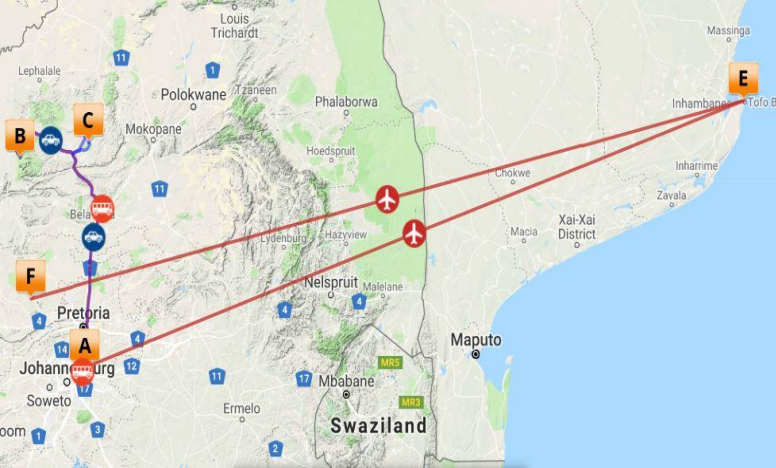 Louis
Trichardt
Massinga
11
Lephalale
1
E
Tzaneen
Polokwane
Phalaborwa
Inhambane
Tofo B
B
C
Mokopane
Hoedspruit
Inharrime
Chokwe
11
Zavala
Bela
Xai-Xai
District
Macia
Lydenburg
Hazyview
F
Nelspruit
Malelane
4
4
Pretoria
4
A
14
4
Maputo
Johannesburg
12
MR5
11
17
Mbabane
17
Soweto
MR3
Ermelo
Swaziland
oom
1
3
2